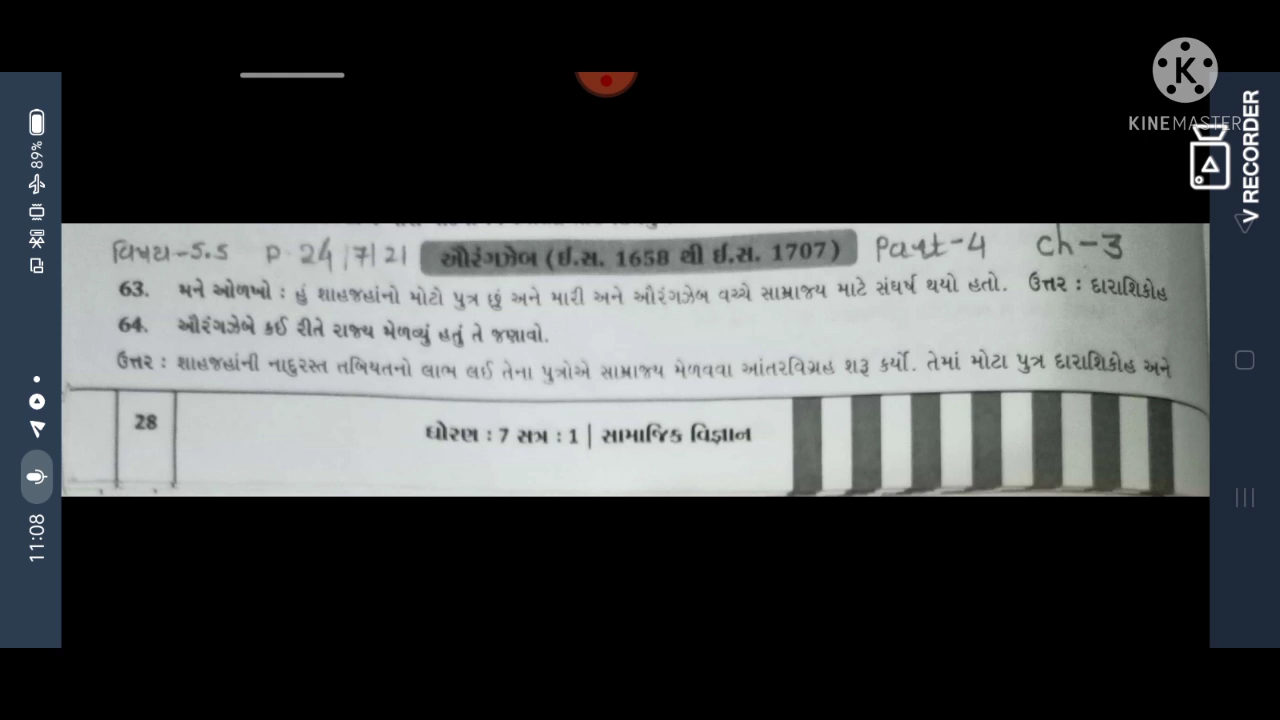 KINEMASTER
V RECORDER
89%
11:08
વિષય-S.S D. 24/7/21 ઔરંગઝેબ (ઈ.સ. 1658 થી ઈ.સ. 1707) Part-4 Ch-3
63. મને ઓળખો : હું શાહજહાંનો મોટો પુત્ર છું અને મારી અને ઔરંગઝેબ વચ્ચે સામ્રાજ્ય માટે સંઘર્ષ થયો હતો. ઉત્તર : દારાશિકોહ
64. ઔરંગઝેબે કઈ રીતે રાજ્ય મેળવ્યું હતું તે જણાવો.
ઉત્તર : શાહજહાંની નાદુરસ્ત તબિયતનો લાભ લઈ તેના પુત્રોએ સામ્રાજ્ય મેળવવા આંતરવિગ્રહ શરૂ કર્યો. તેમાં મોટા પુત્ર દારાશિકોહ અને
28 ધોરણ : 7 સત્ર : 1 | સામાજિક વિજ્ઞાન